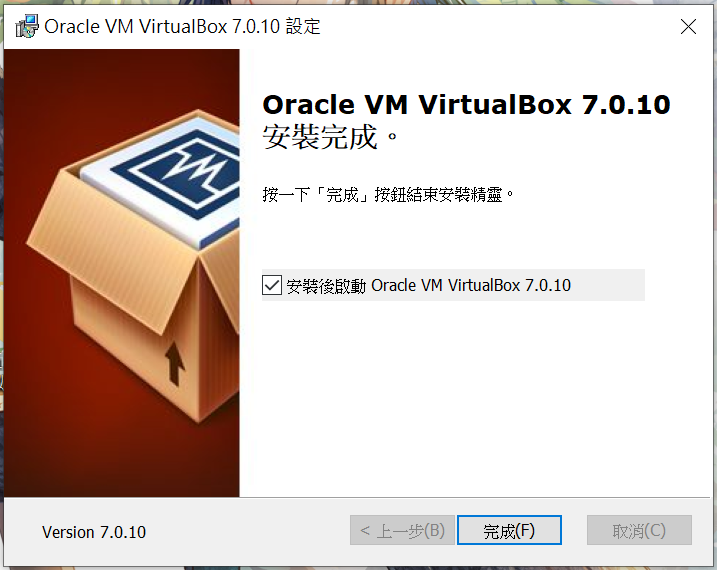 Oracle VM VirtualBox 7.0.10 設定
Oracle VM VirtualBox 7.0.10
安裝完成。
按一下「完成」按鈕結束安裝精靈。
安裝後啟動 Oracle VM VirtualBox 7.0.10
Version 7.0.10
< 上一步(B)
完成(F)
取消(C)